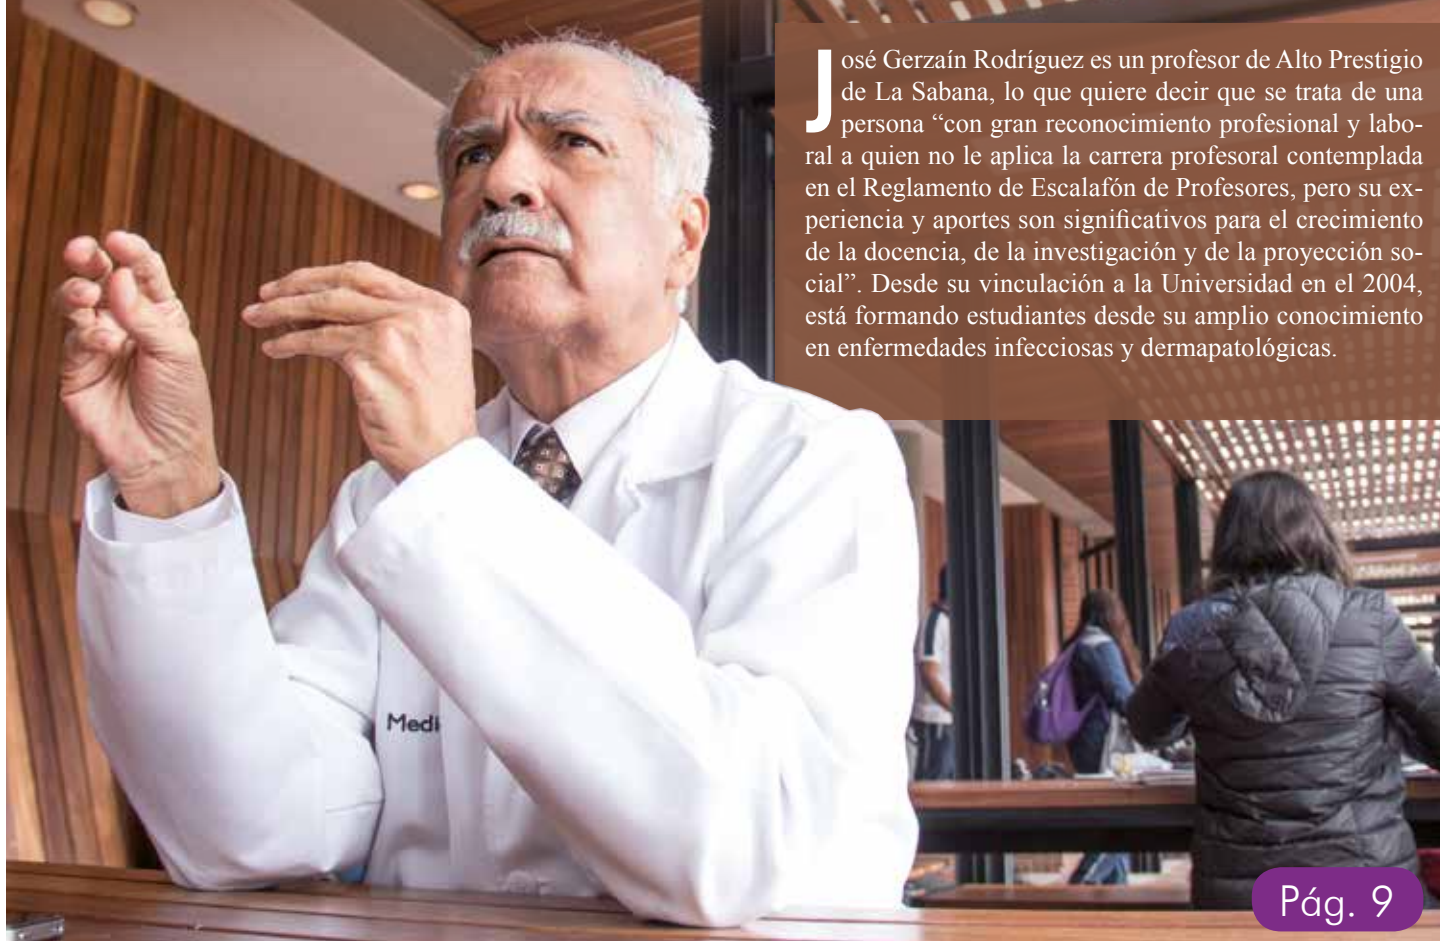 José Gerzaín Rodríguez es un profesor de Alto Prestigio
de La Sabana, lo que quiere decir que se trata de una
persona “con gran reconocimiento profesional y labo-
ral a quien no le aplica la carrera profesoral contemplada
en el Reglamento de Escalafón de Profesores, pero su ex-
periencia y aportes son significativos para el crecimiento
de la docencia, de la investigación y de la proyección so-
cial”. Desde su vinculación a la Universidad en el 2004,
está formando estudiantes desde su amplio conocimiento
en enfermedades infecciosas y dermapatológicas.
Medi
Pág. 9